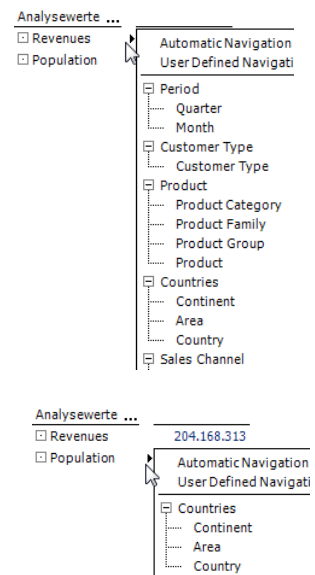 Analysewerte ...
Revenues
Population
Automatic Navigation
User Defined Navigati
Period
Quarter
Month
Customer Type
Customer Type
Product
Product Category
Product Family
Product Group
Product
Countries
Continent
Area
Country
Sales Channel
Analysewerte ...
Revenues 204.168.313
Population
Automatic Navigation
User Defined Navigati
Countries
Continent
Area
Country